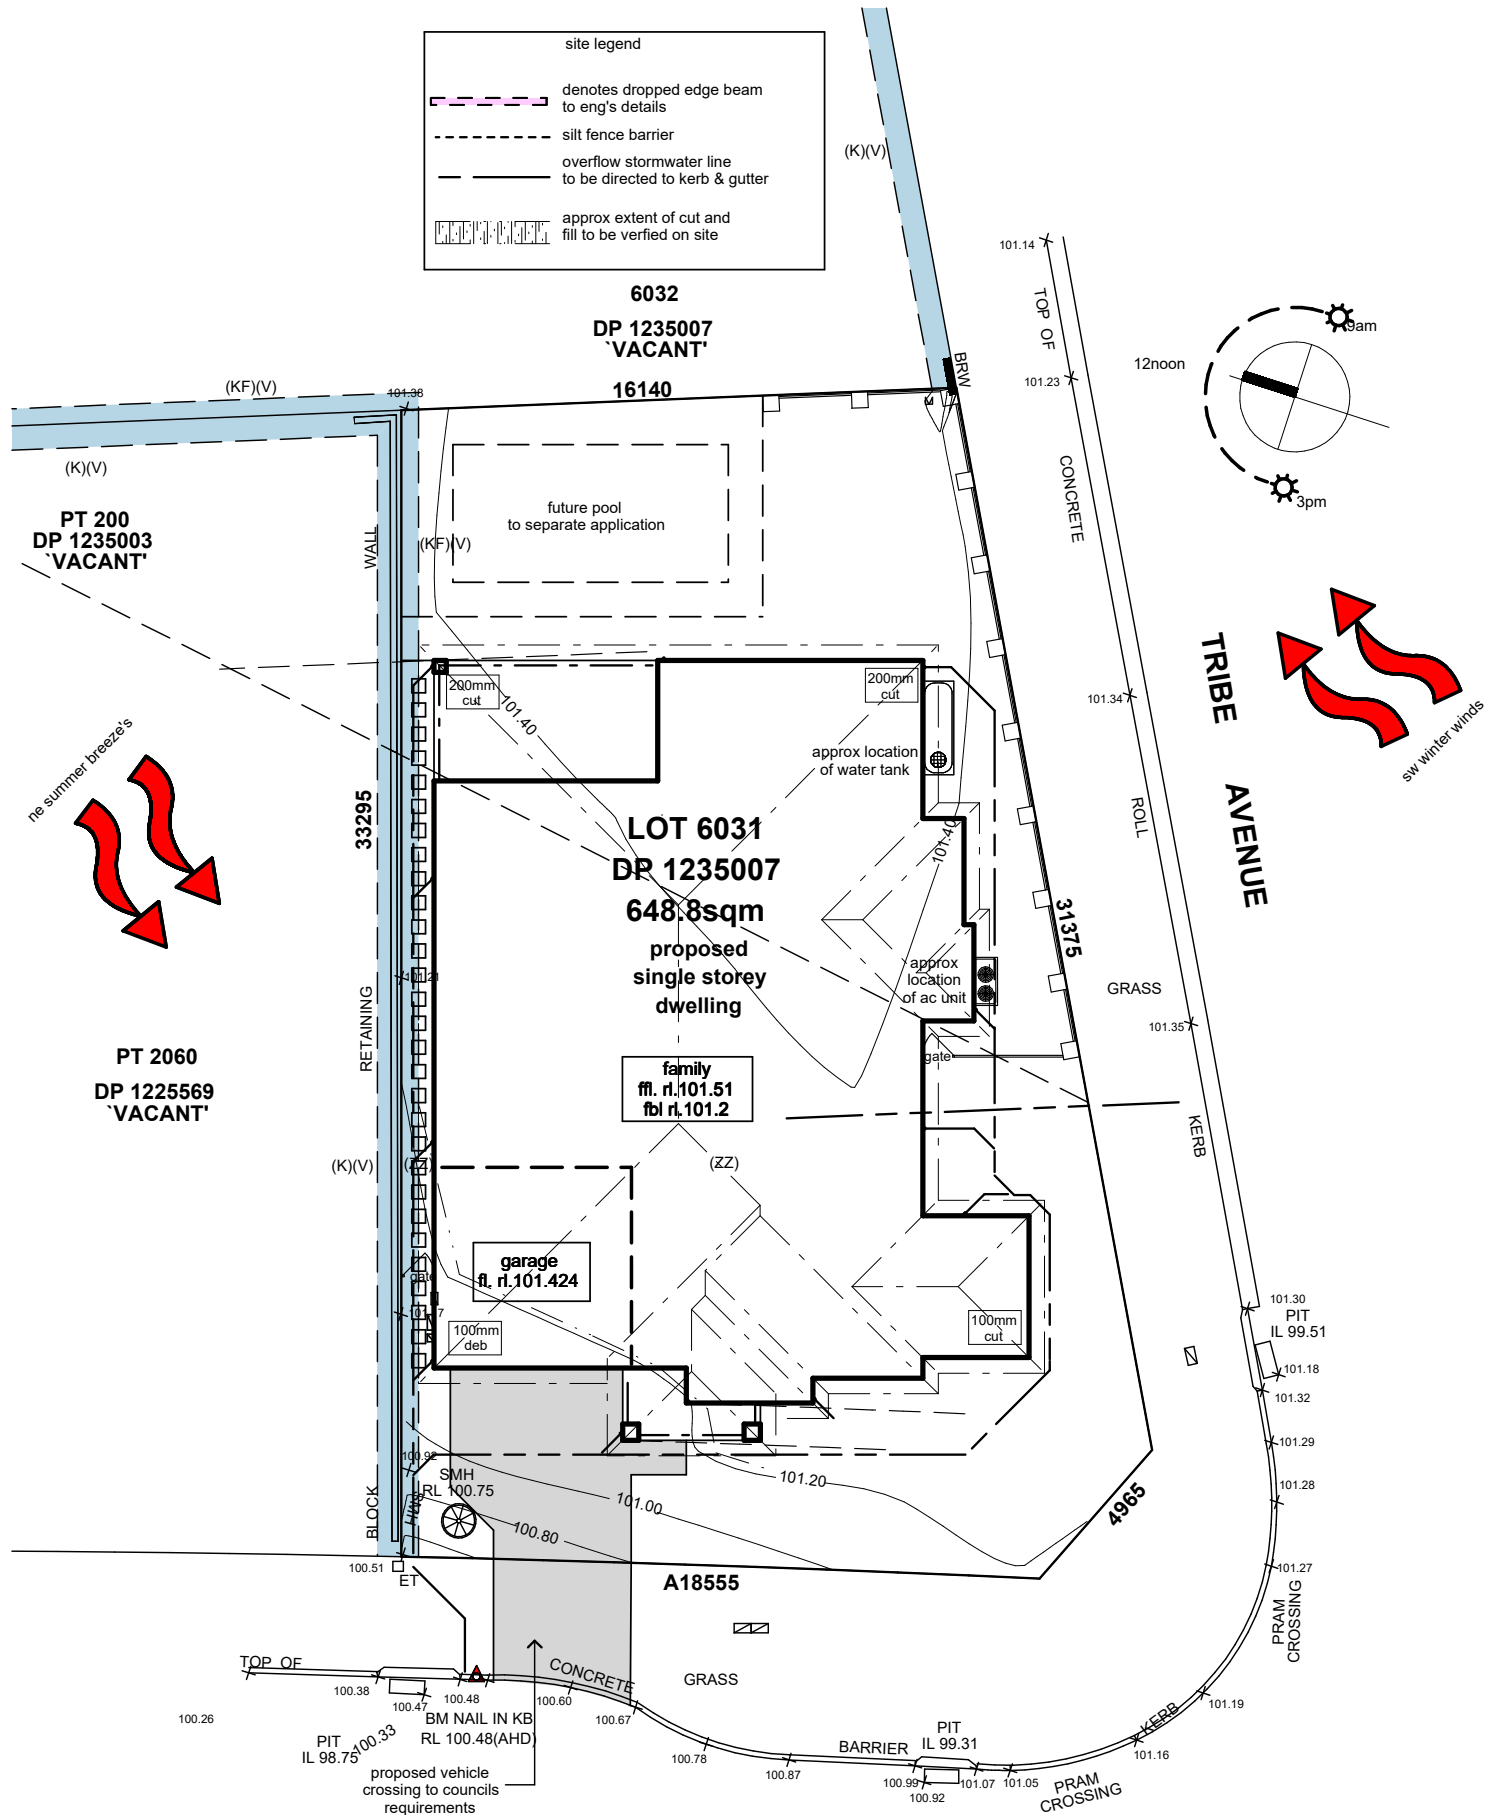 site legend
denotes dropped edge beam
to eng's details
silt fence barrier
overflow stormwater line
to be directed to kerb & gutter
approx extent of cut and
fill to be verfied on site
(K)(V)
101.14
6032
DP 1235007
`VACANT'
TOP OF
9am
12noon
3pm
101.23
BRW
16140
(KF)(V)
101.38
(K)(V)
PT 200
DP 1235003
`VACANT'
WALL
(KF)(V)
future pool
to separate application
CONCRETE
TRIBE
AVENUE
sw winter winds
101.34
200mm
cut
101.40
200mm
cut
approx location
of water tank
ne summer breeze's
33295
LOT 6031
DP 1235007
648.8sqm
proposed
single storey
dwelling
101.40
ROLL
31375
approx
location
of ac unit
GRASS
101.21
RETAINING
101.35
gate
PT 2060
DP 1225569
`VACANT'
family
ffl. rl.101.51
fbl rl.101.2
KERB
(K)(V)
(ZZ)
(ZZ)
garage
fl. rl.101.424
gate
100mm
deb
100mm
cut
101.30
PIT
IL 99.51
101.18
101.32
101.29
101.28
101.27
100.92
SMH
RL 100.75
SMH
BLOCK
101.20
101.00
100.80
4965
100.51
ET
A18555
PRAM
CROSSING
TOP OF
CONCRETE
GRASS
100.38
100.47
100.48
100.60
100.67
100.26
PIT
IL 98.75
100.33
BM NAIL IN KB
RL 100.48(AHD)
proposed vehicle
crossing to councils
requirements
100.78
100.87
BARRIER
PIT
IL 99.31
100.99
100.92
101.07
101.05
KERB
101.19
101.16
PRAM
CROSSING